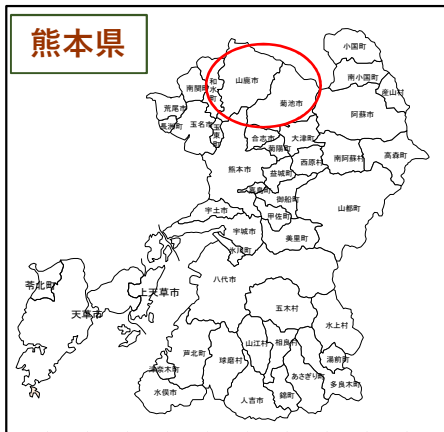 熊本県
小国町
南小国町
産山村
和水町
山鹿市
南関町
菊池市
荒尾市
長洲町
玉名市
玉東町
阿蘇市
合志市
菊陽町
大津町
熊本市
益城町
西原村
南阿蘇村
高森町
嘉島町
御船町
甲佐町
山都町
宇土市
宇城市
美里町
氷川町
八代市
上天草市
苓北町
天草市
五木村
水上村
芦北町
球磨村
山江村
相良村
湯前町
津奈木町
水俣市
あさぎり町
多良木町
人吉市
錦町